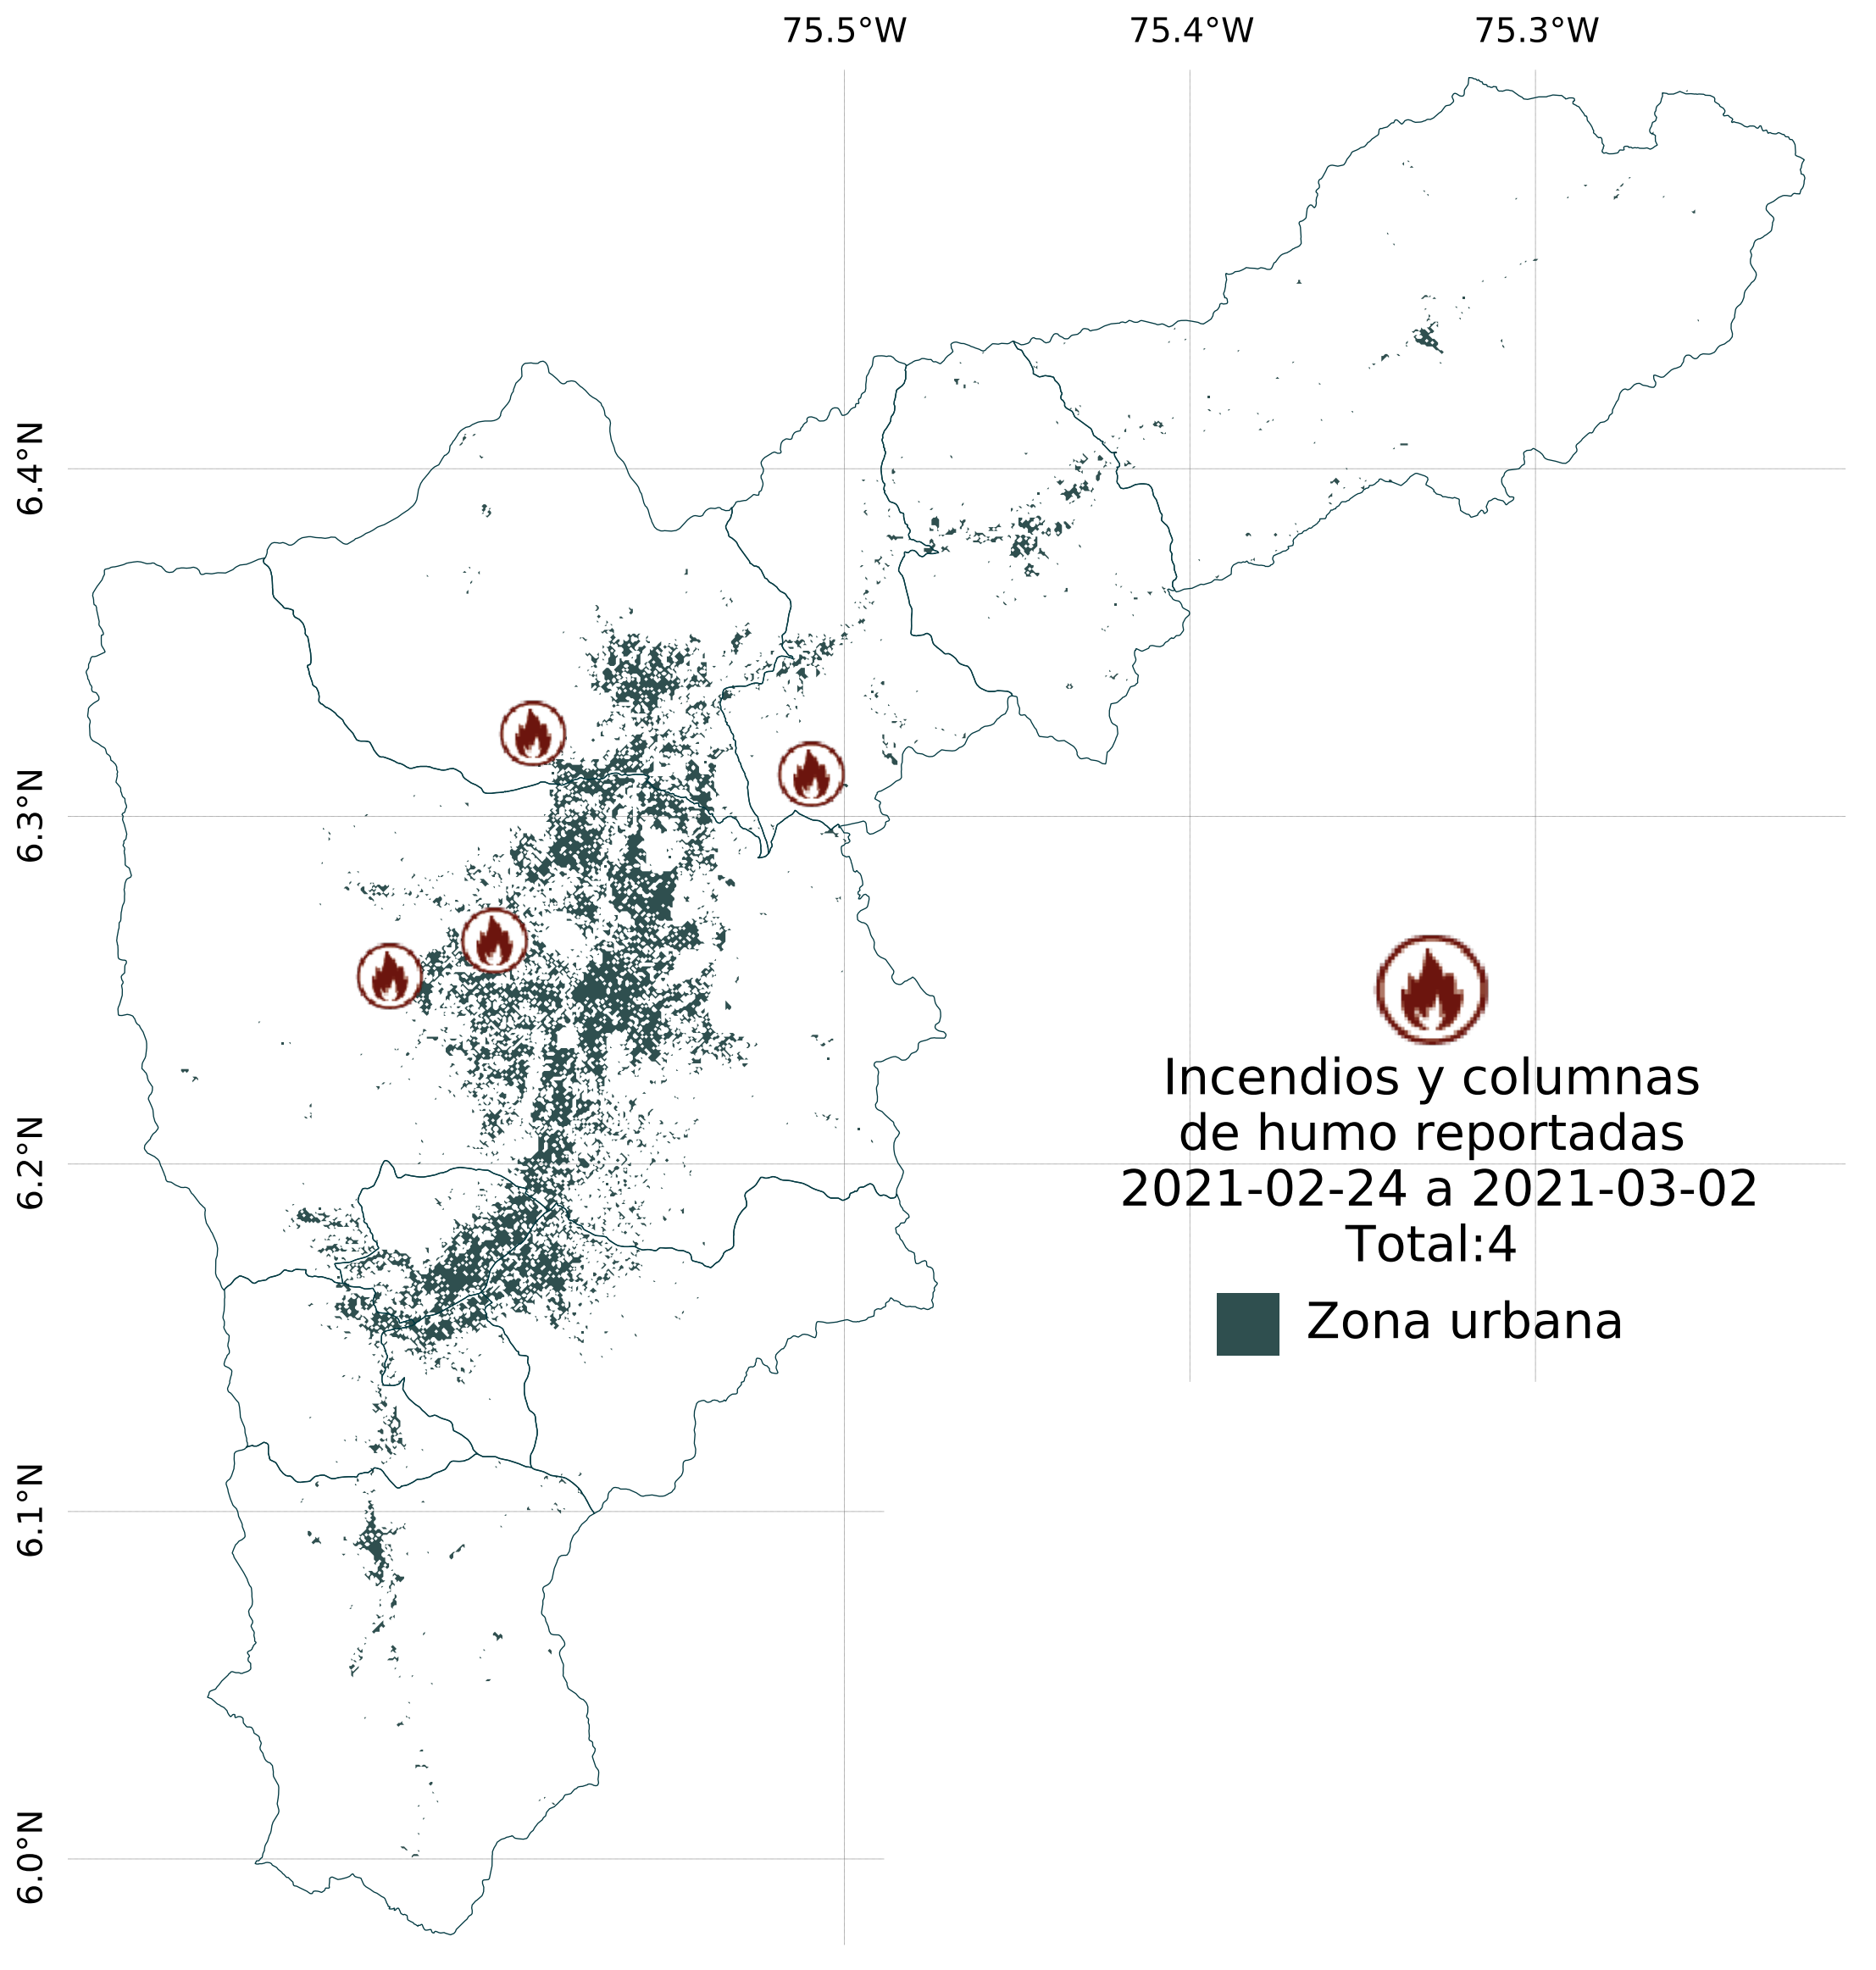 75.5°W 75.4°W 75.3°W
6.4°N
6.3°N
6.2°N
6.1°N
6.0°N
Incendios y columnas
de humo reportadas
2021-02-24 a 2021-03-02
Total:4
Zona urbana